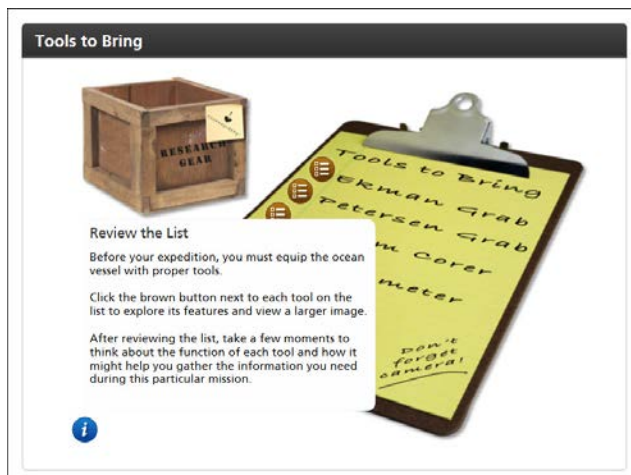 Tools to Bring
RESEARCH
GEAR
Tools to Bring
Ekman Grab
Petersen Grab
Corer
Don't
forget
camera!
Review the List
Before your expedition, you must equip the ocean
vessel with proper tools.
Click the brown button next to each tool on the
list to explore its features and view a larger image.
After reviewing the list, take a few moments to
think about the function of each tool and how it
might help you gather the information you need
during this particular mission.
i